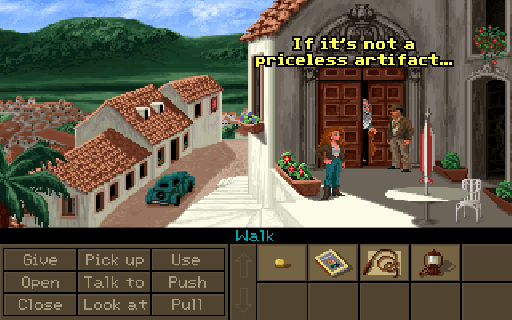 If it's not a
priceless artifact...
Walk
Give
Pick up
Use
Open
Talk to
Push
Close
Look at
Pull